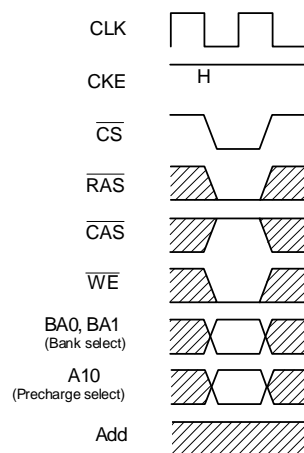 CLK
CKE
H
CS
RAS
CAS
WE
BA0, BA1
(Bank select)
A10
(Precharge select)
Add